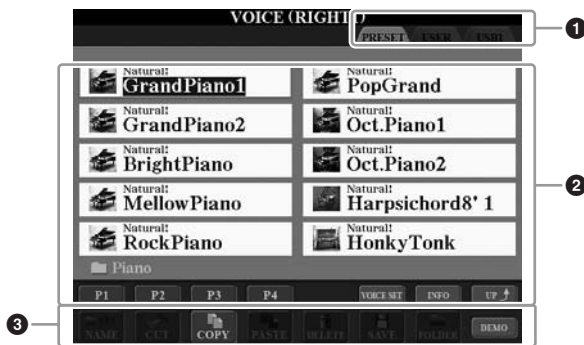 VOICE (RIGHT1)
PRESET USER USB1
1
Natural!
GrandPiano1
Natural!
PopGrand
Natural!
GrandPiano2
Natural!
Oct.Piano1
Natural!
BrightPiano
Natural!
Oct.Piano2
2
Natural!
MellowPiano
Natural!
Harpsichord8' 1
Natural!
RockPiano
Natural!
HonkyTonk
Piano
P1 P2 P3 P4 VOICE SET INFO UP
3
NAME CUT COPY PASTE DELETE SAVE FOLDER DEMO